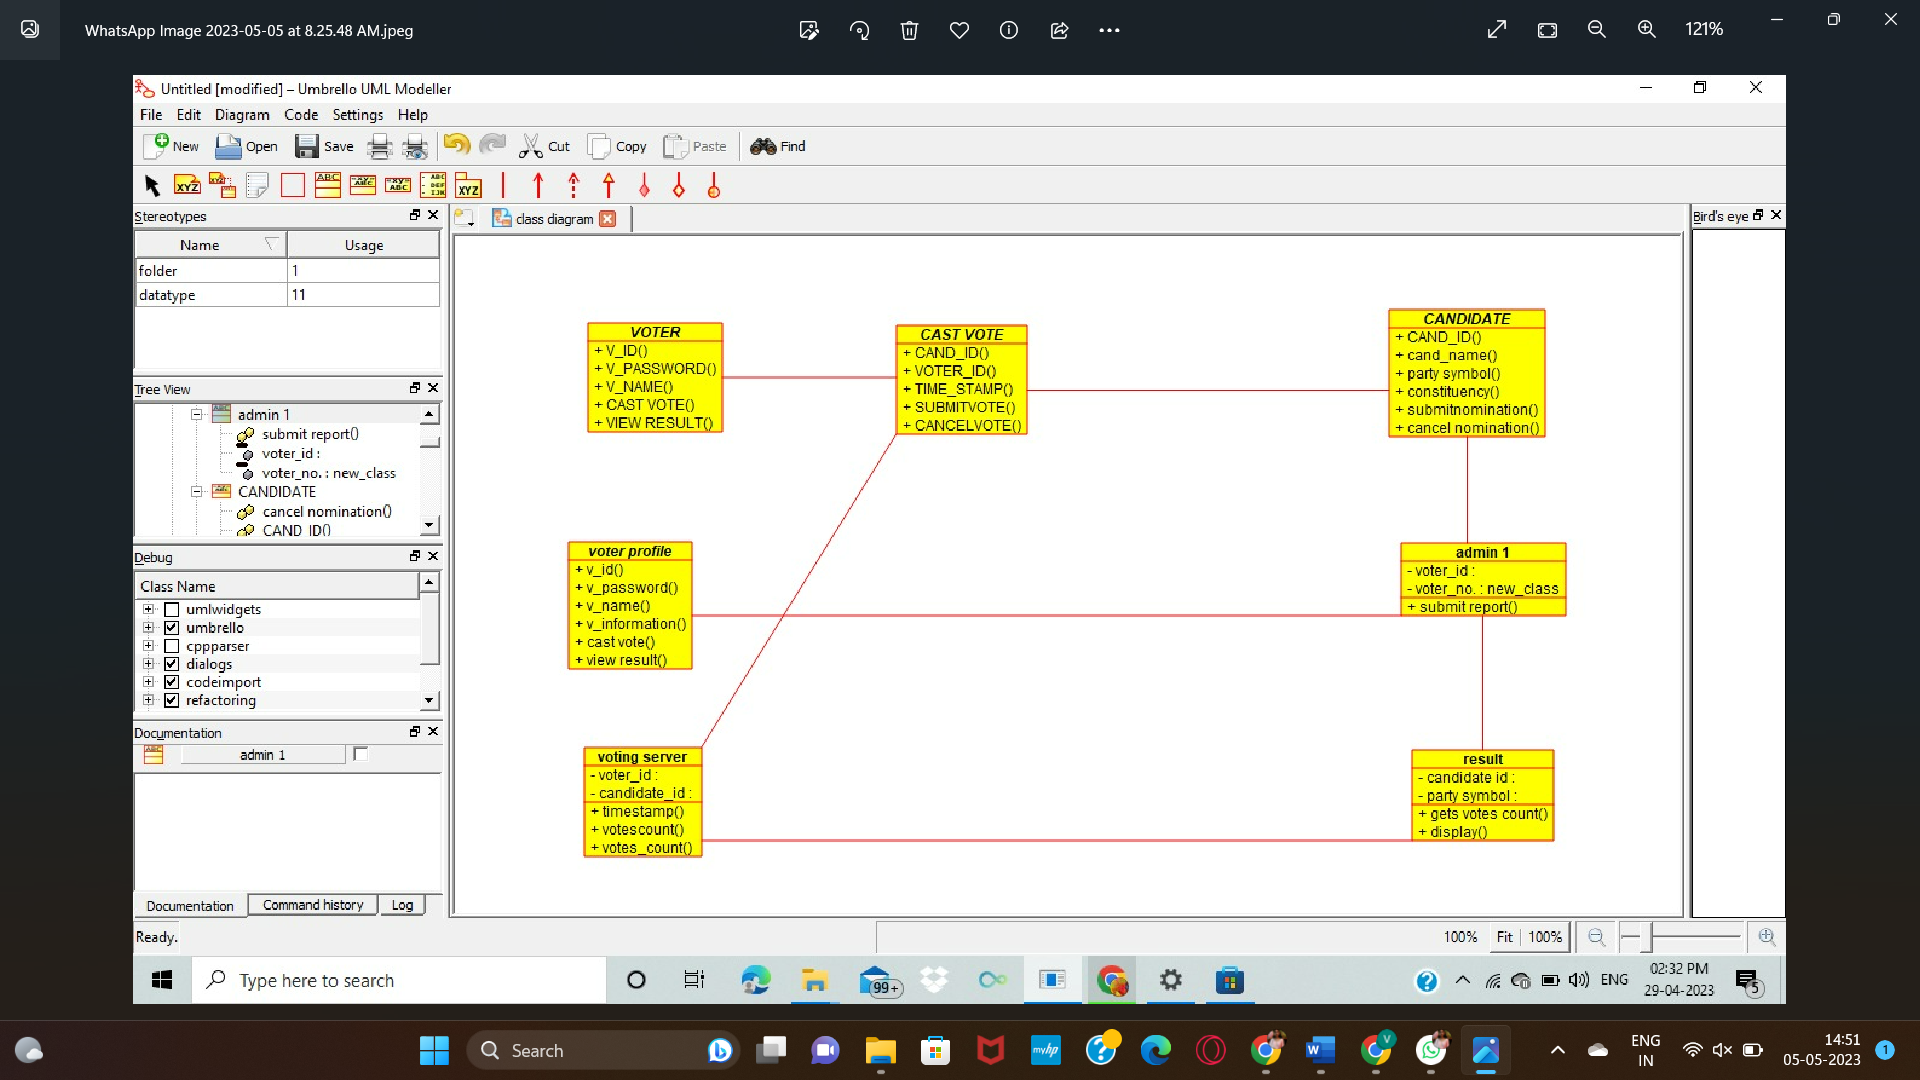 WhatsApp Image 2023-05-05 at 8.25.48 AM.jpeg
121%
Untitled [modified] – Umbrello UML Modeller
File Edit Diagram Code Settings Help
New Open Save Cut Copy Paste Find
Stereotypes
Name Usage
folder 1
datatype 11
Tree View
admin 1
submit report()
voter_id :
voter_no. : new_class
CANDIDATE
cancel nomination()
CAND_ID()
Debug
Class Name
umlwidgets
umbrello
cppparser
dialogs
codeimport
refactoring
Documentation
admin 1
Documentation Command history Log
Ready.
class diagram
Bird's eye
VOTER
+ V_ID()
+ V_PASSWORD()
+ V_NAME()
+ CAST VOTE()
+ VIEW RESULT()
CAST VOTE
+ CAND_ID()
+ VOTER_ID()
+ TIME_STAMP()
+ SUBMITVOTE()
+ CANCELVOTE()
CANDIDATE
+ CAND_ID()
+ cand_name()
+ party symbol()
+ constituency()
+ submitnomination()
+ cancel nomination()
voter profile
+ v_id()
+ v_password()
+ v_name()
+ v_information()
+ cast vote()
+ view result()
admin 1
- voter_id :
- voter_no. : new_class
+ submit report()
voting server
- voter_id :
- candidate_id :
+ timestamp()
+ votescount()
+ votes_count()
result
- candidate id :
- party symbol :
+ gets votes count()
+ display()
100% Fit 100%
Type here to search
99+
ENG
02:32 PM
29-04-2023
5
Search
myhp
W
V
ENG
IN
14:51
05-05-2023
1